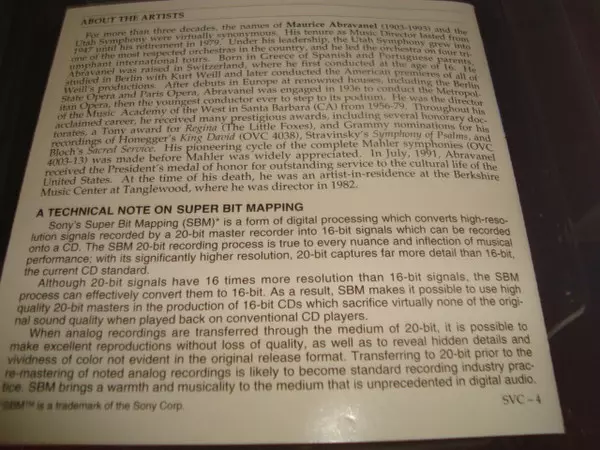 ABOUT THE ARTISTS
For more than three decades, the names of Maurice Abravanel (1903-1993) and the
Utah Symphony were virtually synonymous. His tenure as Music Director lasted from
1947 until his retirement in 1979. Under his leadership, the Utah Symphony grew into
one of the most respected orchestras in the country, and he led the orchestra on four tri-
umphant international tours. Born in Greece of Spanish and Portuguese parents,
Abravanel was raised in Switzerland, where he first conducted at the age of 16. He
studied in Berlin with Kurt Weill and later conducted the American premieres of all of
Weill's productions. After debuts in Europe at renowned houses, including the Berlin
State Opera and Paris Opera, Abravanel was engaged in 1936 to conduct the Metropol-
itan Opera, then the youngest conductor ever to step to its podium. He was the director
of the Music Academy of the West in Santa Barbara (CA) from 1956-79. Throughout his
acclaimed career, he received many prestigious awards, including several honorary doc-
torates, a Tony award for Regina (The Little Foxes), and Grammy nominations for his
recordings of Honegger's King David (OVC 4038), Stravinsky's Symphony of Psalms, and
Bloch's Sacred Service. His pioneering cycle of the complete Mahler symphonies (OVC
4003-13) was made before Mahler was widely appreciated. In July, 1991, Abravanel
received the President's medal of honor for outstanding service to the cultural life of the
United States. At the time of his death, he was an artist-in-residence at the Berkshire
Music Center at Tanglewood, where he was director in 1982.
A TECHNICAL NOTE ON SUPER BIT MAPPING
Sony's Super Bit Mapping (SBM)* is a form of digital processing which converts high-reso-
lution signals recorded by a 20-bit master recorder into 16-bit signals which can be recorded
onto a CD. The SBM 20-bit recording process is true to every nuance and inflection of musical
performance; with its significantly higher resolution, 20-bit captures far more detail than 16-bit,
the current CD standard.
Although 20-bit signals have 16 times more resolution than 16-bit signals, the SBM
process can effectively convert them to 16-bit. As a result, SBM makes it possible to use high
quality 20-bit masters in the production of 16-bit CDs which sacrifice virtually none of the origi-
nal sound quality when played back on conventional CD players.
When analog recordings are transferred through the medium of 20-bit, it is possible to
make excellent reproductions without loss of quality, as well as to reveal hidden details and
vividness of color not evident in the original release format. Transferring to 20-bit prior to the
re-mastering of noted analog recordings is likely to become standard recording industry prac-
tice. SBM brings a warmth and musicality to the medium that is unprecedented in digital audio.
*SBM™ is a trademark of the Sony Corp.
SVC – 4